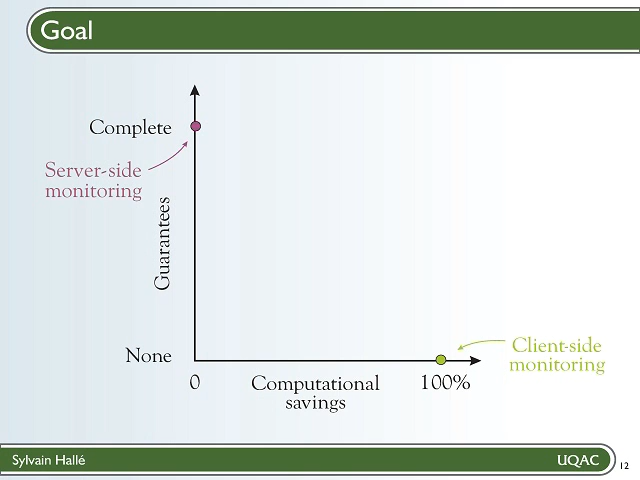 Goal
Complete
Server-side
monitoring
Guarantees
None
Client-side
monitoring
0
Computational
savings
100%
Sylvain Hallé
UQAC
12